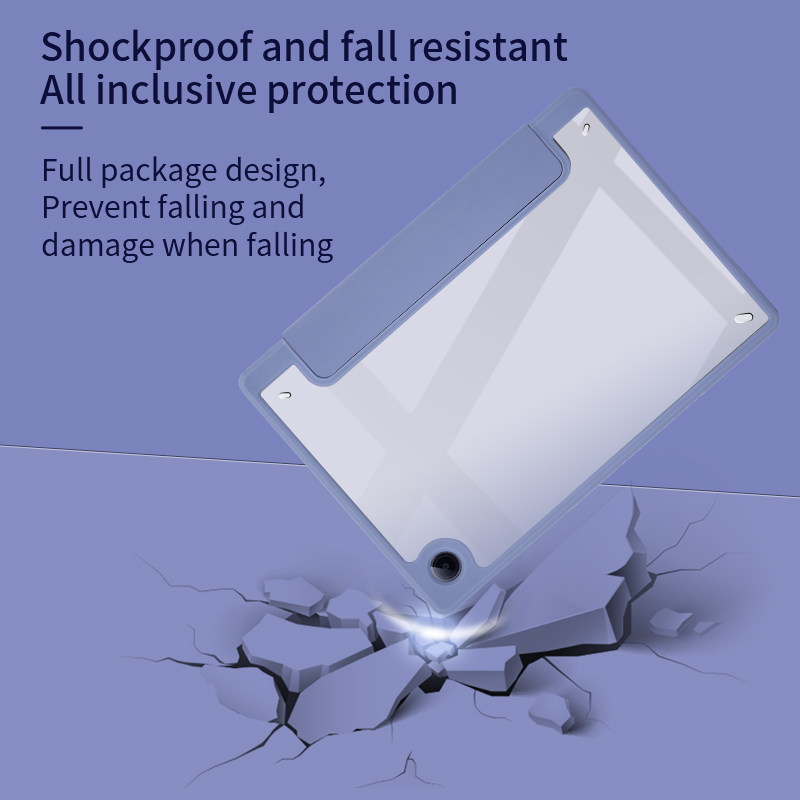 Shockproof and fall resistant
All inclusive protection
Full package design,
Prevent falling and
damage when falling